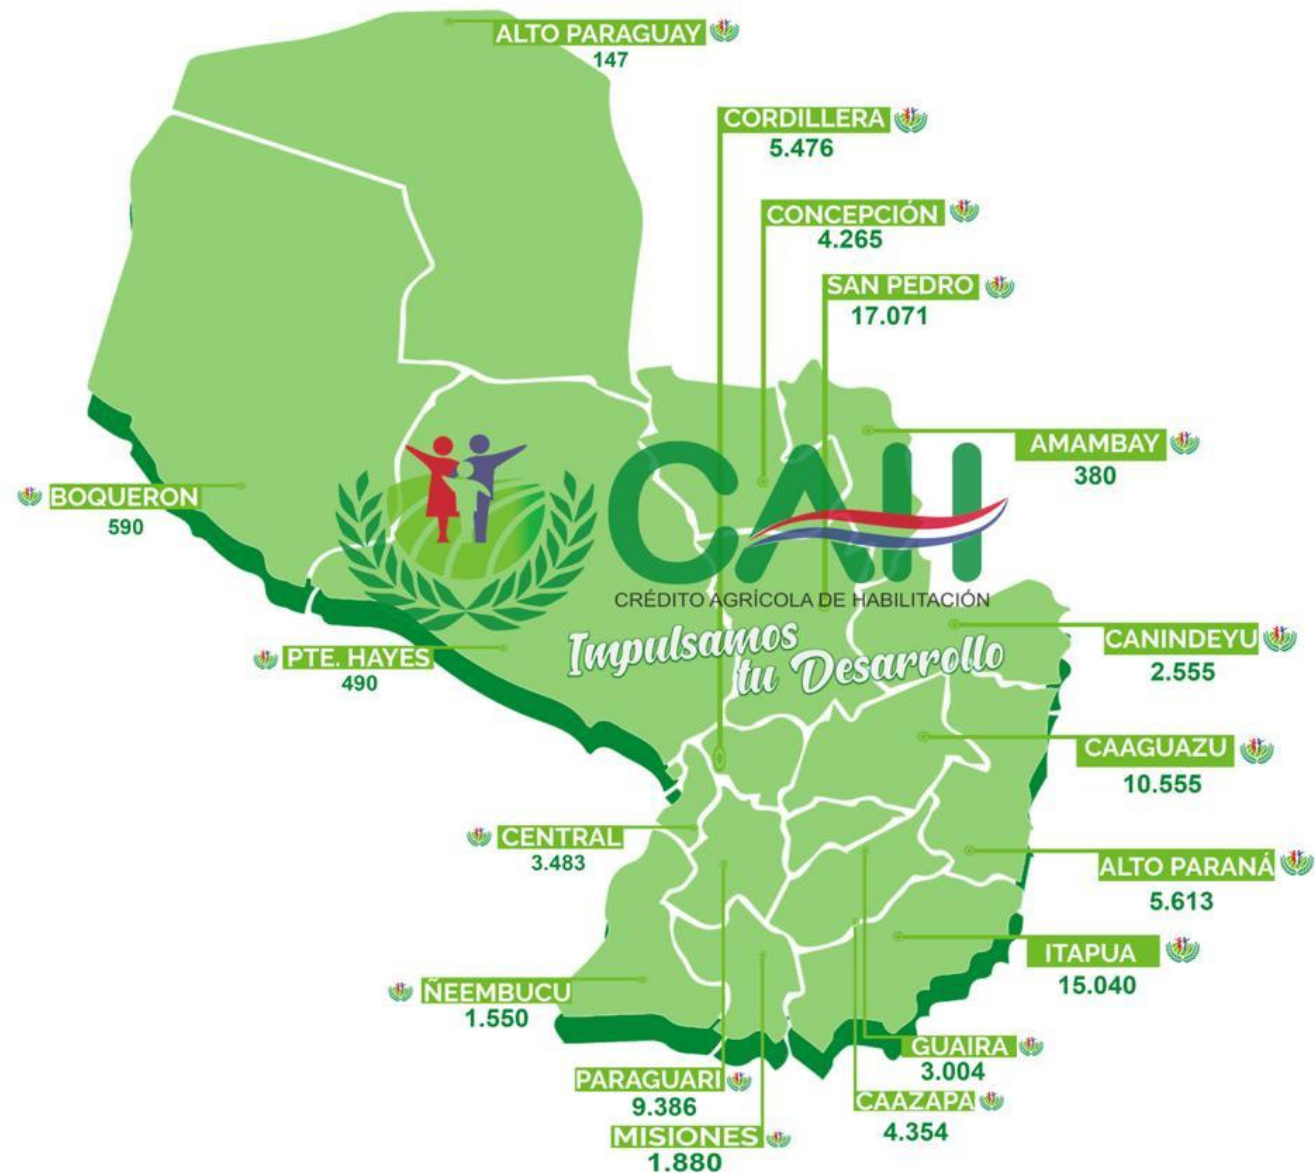 ALTO PARAGUAY
147
CORDILLERA
5.476
CONCEPCIÓN
4.265
SAN PEDRO
17.071
AMAMBAY
380
BOQUERON
590
CAH
CRÉDITO AGRÍCOLA DE HABILITACIÓN
Impulsamos
tu Desarrollo
PTE. HAYES
490
CANINDEYU
2.555
CAAGUAZU
10.555
CENTRAL
3.483
ALTO PARANÁ
5.613
ITAPUA
15.040
ÑEEMBUCU
1.550
GUAIRA
3.004
PARAGUARI
9.386
CAAZAPA
4.354
MISIONES
1.880